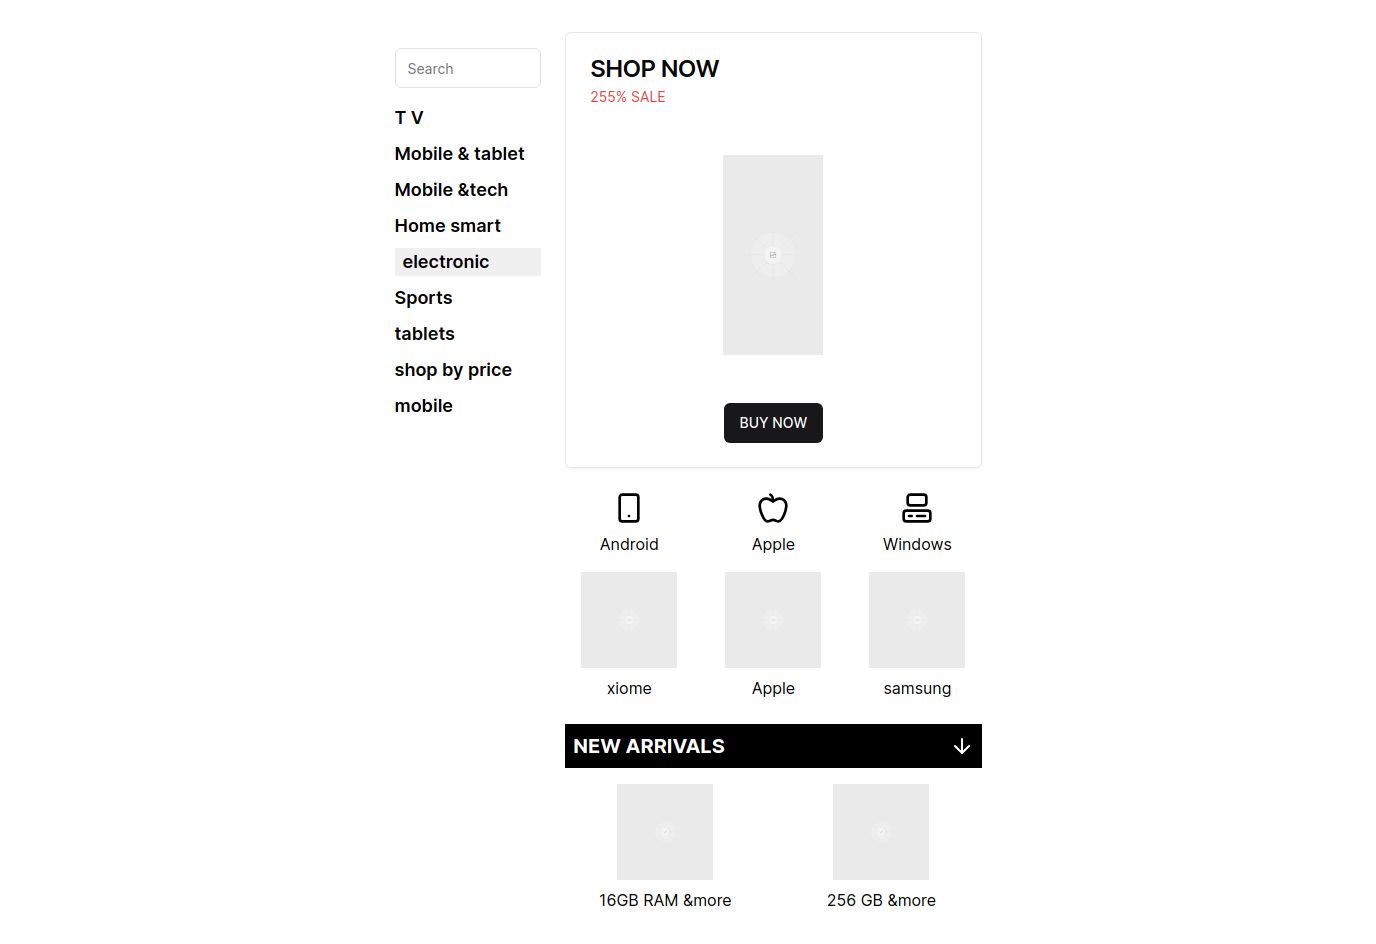 Search
T V
Mobile & tablet
Mobile &tech
Home smart
electronic
Sports
tablets
shop by price
mobile
SHOP NOW
255% SALE
BUY NOW
Android
Apple
Windows
xiome
Apple
samsung
NEW ARRIVALS
16GB RAM &more
256 GB &more